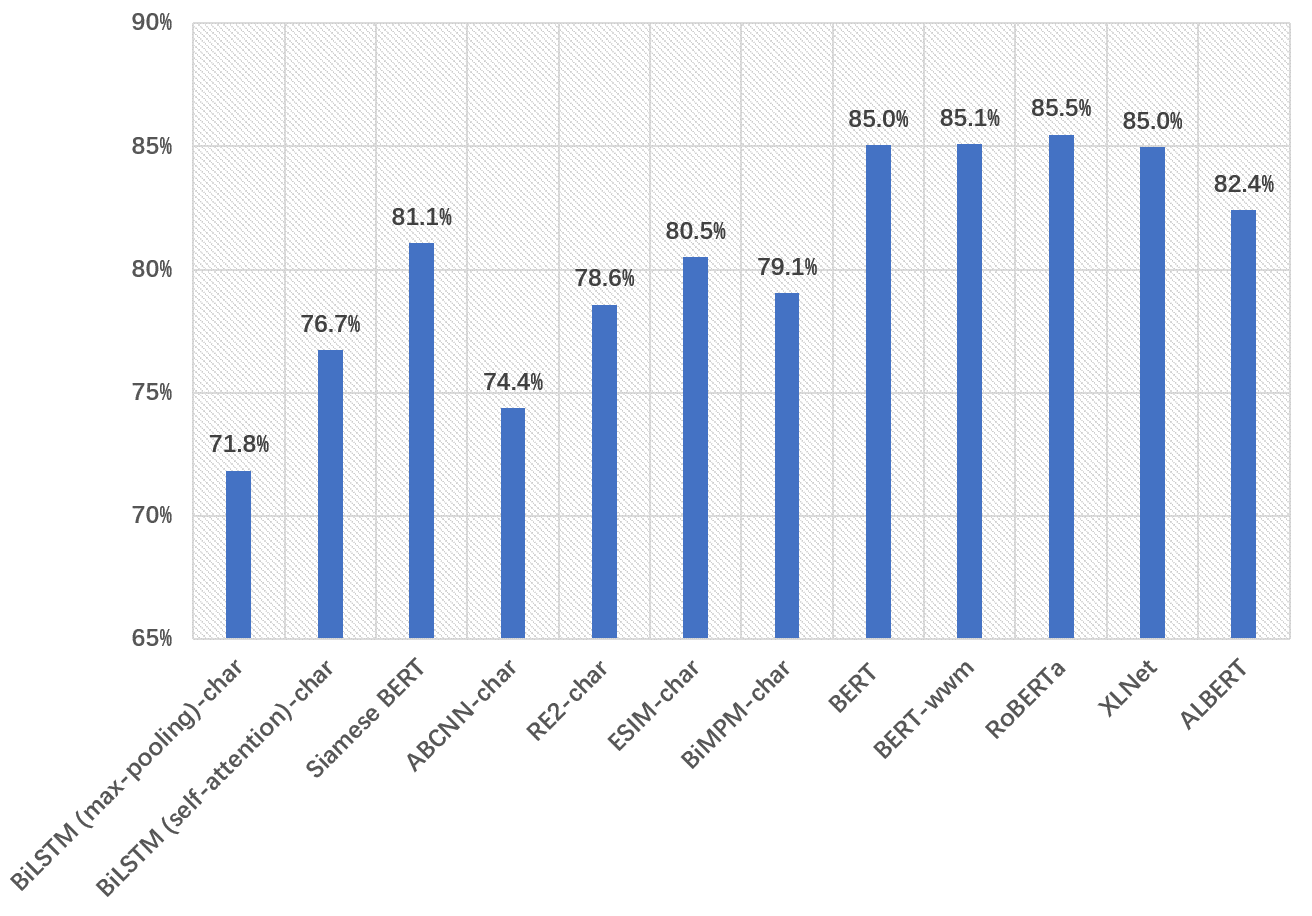 90%
85%
80%
75%
70%
65%
71.8%
76.7%
81.1%
74.4%
78.6%
80.5%
79.1%
85.0%
85.1%
85.5%
85.0%
82.4%
BiLSTM (max-pooling)-char
BiLSTM (self-attention)-char
Siamese BERT
ABCNN-char
RE2-char
ESIM-char
BiMPM-char
BERT
BERT-wwm
RoBERTa
XLNet
ALBERT